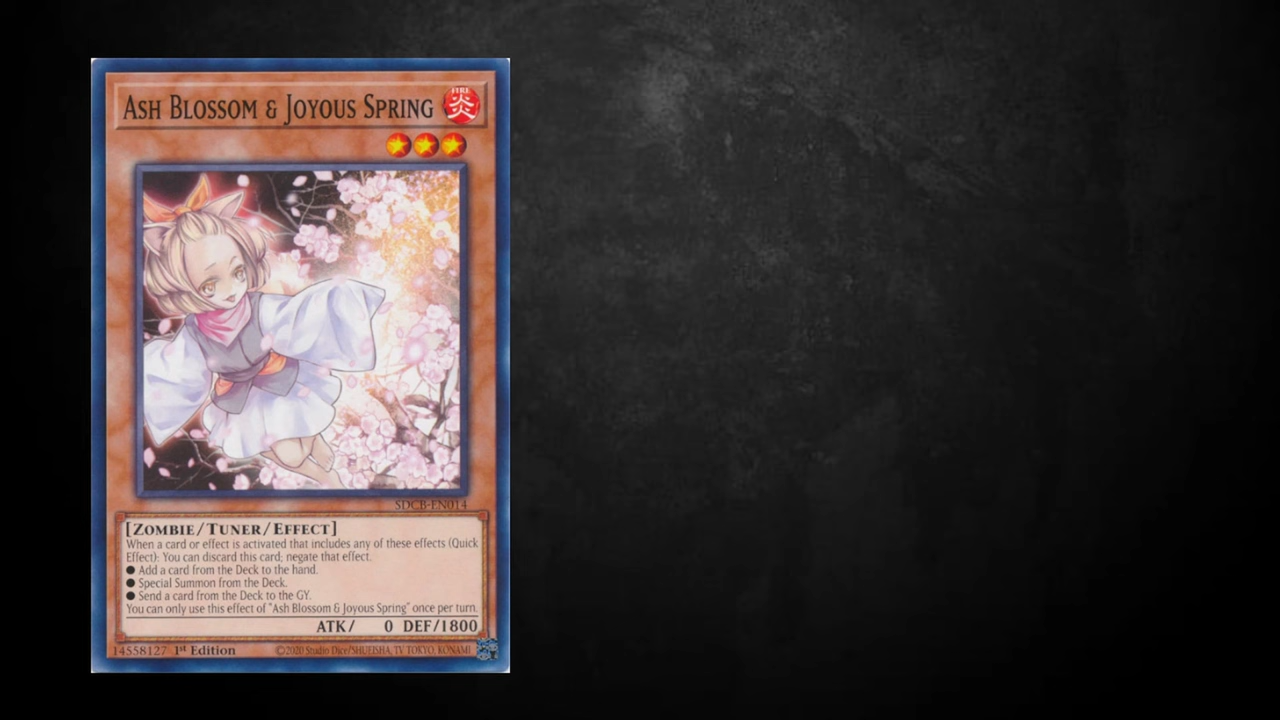 ASH BLOSSOM & JOYOUS SPRING
FIRE
炎
SDCB-EN014
[ZOMBIE/TUNER/EFFECT]
When a card or effect is activated that includes any of these effects (Quick
Effect): You can discard this card; negate that effect.
● Add a card from the Deck to the hand.
● Special Summon from the Deck.
● Send a card from the Deck to the GY.
You can only use this effect of "Ash Blossom & Joyous Spring" once per turn.
ATK/ 0 DEF/1800
14558127 1st Edition ©2020 Studio Dice/SHUEISHA, TV TOKYO, KONAMI